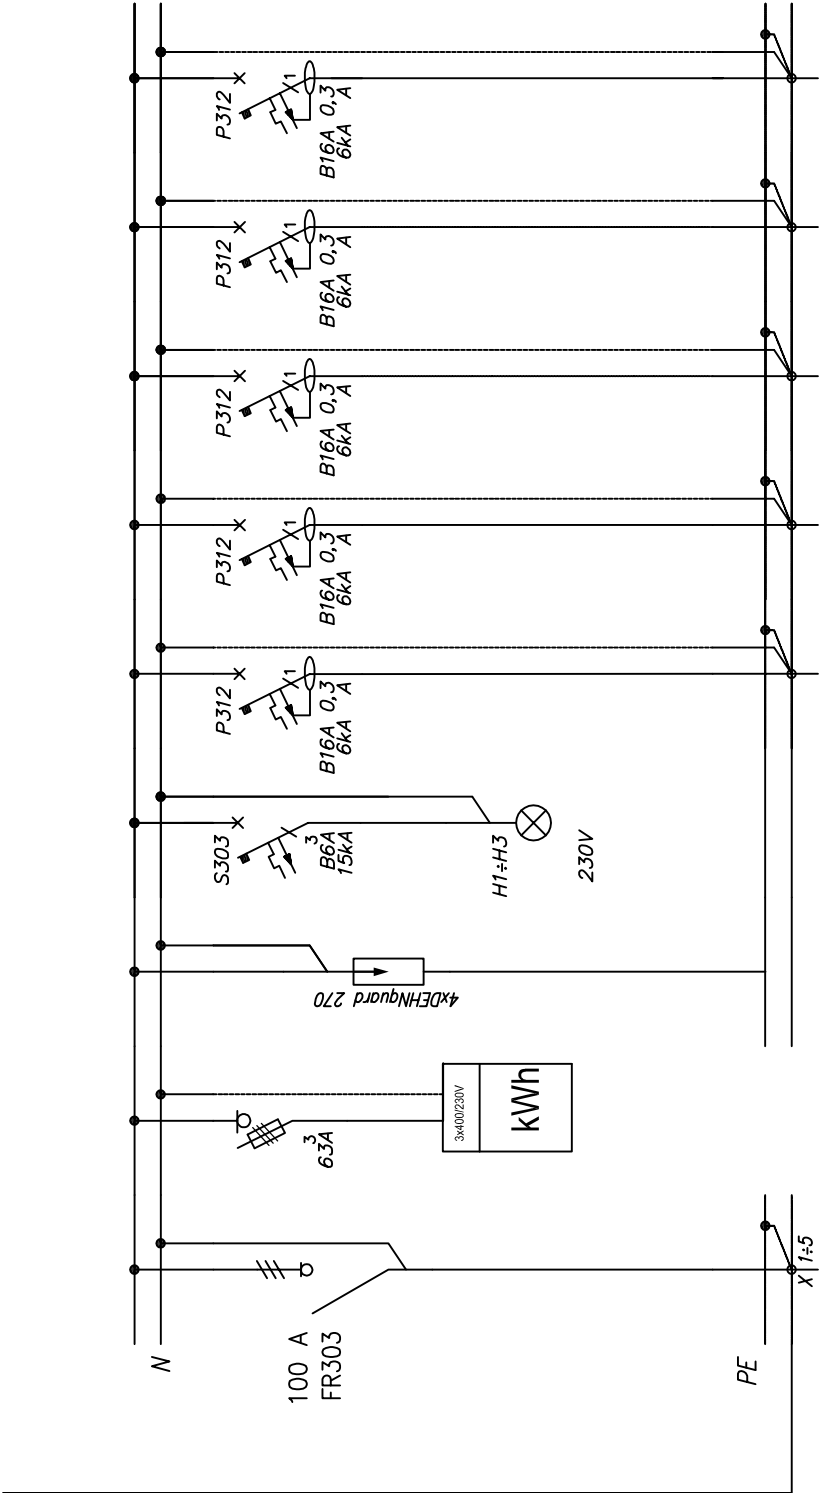 N
100 A
FR303
PE
X 1÷5
3
63A
3x400/230V
kWh
4xDEHNquard 270
S303
3
B6A
15kA
H1÷H3
230V
P312
1
B16A 0,3
6kA A
P312
1
B16A 0,3
6kA A
P312
1
B16A 0,3
6kA A
P312
1
B16A 0,3
6kA A
P312
1
B16A 0,3
6kA A